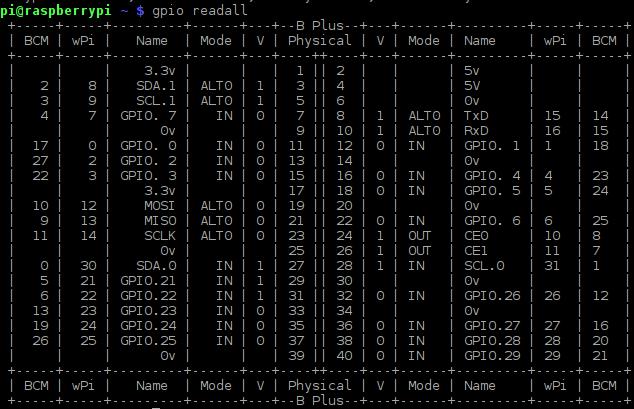 pi@raspberrypi ~ $ gpio readall
+-----+-----+---------+------+---+--B Plus--+---+------+---------+-----+-----+
| BCM | wPi |   Name  | Mode | V | Physical | V | Mode | Name    | wPi | BCM |
+-----+-----+---------+------+---+----++----+---+------+---------+-----+-----+
|     |     |    3.3v |      |   |  1 || 2  |   |      | 5v      |     |     |
|   2 |   8 |   SDA.1 | ALT0 | 1 |  3 || 4  |   |      | 5V      |     |     |
|   3 |   9 |   SCL.1 | ALT0 | 1 |  5 || 6  |   |      | 0v      |     |     |
|   4 |   7 | GPIO. 7 |   IN | 0 |  7 || 8  | 1 | ALT0 | TxD     | 15  | 14  |
|     |     |      0v |      |   |  9 || 10 | 1 | ALT0 | RxD     | 16  | 15  |
|  17 |   0 | GPIO. 0 |   IN | 0 | 11 || 12 | 0 | IN   | GPIO. 1 | 1   | 18  |
|  27 |   2 | GPIO. 2 |   IN | 0 | 13 || 14 |   |      | 0v      |     |     |
|  22 |   3 | GPIO. 3 |   IN | 0 | 15 || 16 | 0 | IN   | GPIO. 4 | 4   | 23  |
|     |     |    3.3v |      |   | 17 || 18 | 0 | IN   | GPIO. 5 | 5   | 24  |
|  10 |  12 |    MOSI | ALT0 | 0 | 19 || 20 |   |      | 0v      |     |     |
|   9 |  13 |    MISO | ALT0 | 0 | 21 || 22 | 0 | IN   | GPIO. 6 | 6   | 25  |
|  11 |  14 |    SCLK | ALT0 | 0 | 23 || 24 | 1 | OUT  | CE0     | 10  | 8   |
|     |     |      0v |      |   | 25 || 26 | 1 | OUT  | CE1     | 11  | 7   |
|   0 |  30 |   SDA.0 |   IN | 1 | 27 || 28 | 1 | IN   | SCL.0   | 31  | 1   |
|   5 |  21 | GPIO.21 |   IN | 1 | 29 || 30 |   |      | 0v      |     |     |
|   6 |  22 | GPIO.22 |   IN | 1 | 31 || 32 | 0 | IN   | GPIO.26 | 26  | 12  |
|  13 |  23 | GPIO.23 |   IN | 0 | 33 || 34 |   |      | 0v      |     |     |
|  19 |  24 | GPIO.24 |   IN | 0 | 35 || 36 | 0 | IN   | GPIO.27 | 27  | 16  |
|  26 |  25 | GPIO.25 |   IN | 0 | 37 || 38 | 0 | IN   | GPIO.28 | 28  | 20  |
|     |     |      0v |      |   | 39 || 40 | 0 | IN   | GPIO.29 | 29  | 21  |
+-----+-----+---------+------+---+----++----+---+------+---------+-----+-----+
| BCM | wPi |   Name  | Mode | V | Physical | V | Mode | Name    | wPi | BCM |
+-----+-----+---------+------+---+--B Plus--+---+------+---------+-----+-----+